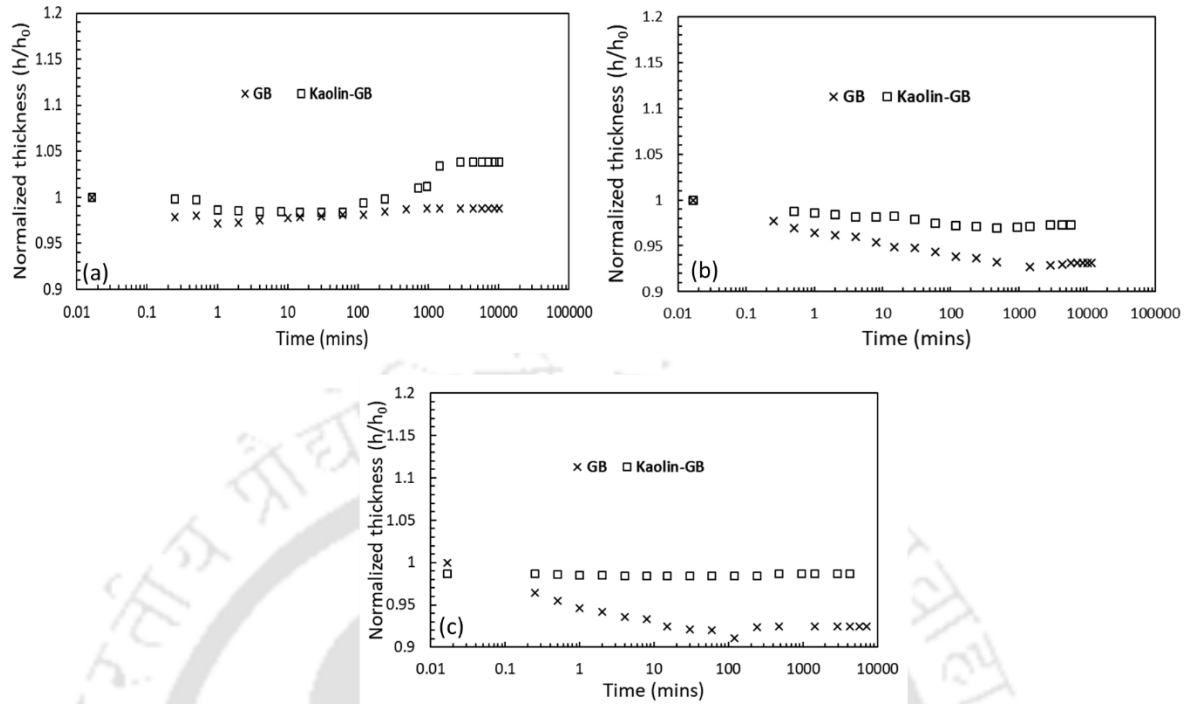 Normalized thickness (h/h₀)
1.2
1.15
1.1
1.05
1
0.95
0.9
× GB □ Kaolin-GB
(a)
0.01 0.1 1 10 100 1000 10000 100000
Time (mins)
Normalized thickness (h/h₀)
1.2
1.15
1.1
1.05
1
0.95
0.9
× GB □ Kaolin-GB
(b)
0.01 0.1 1 10 100 1000 10000 100000
Time (mins)
Normalized thickness (h/h₀)
1.2
1.15
1.1
1.05
1
0.95
0.9
× GB □ Kaolin-GB
(c)
0.01 0.1 1 10 100 1000 10000
Time (mins)